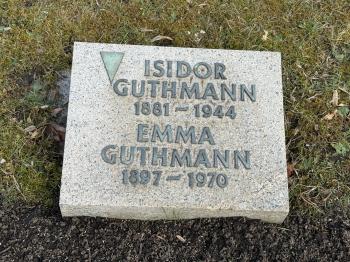 ISIDOR
GUTHMANN
1881 – 1944
EMMA
GUTHMANN
1897 – 1970